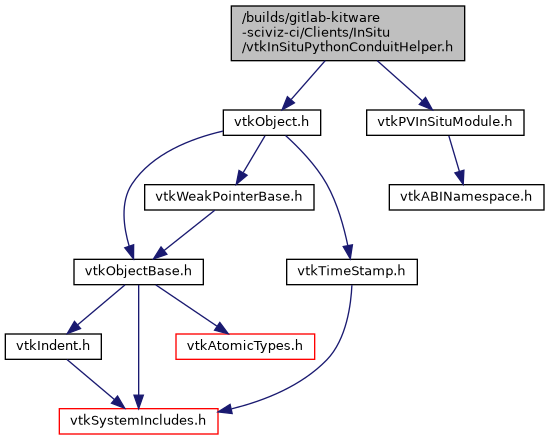 /builds/gitlab-kitware
-sciviz-ci/Clients/InSitu
/vtkInSituPythonConduitHelper.h
vtkObject.h
vtkPVInSituModule.h
vtkWeakPointerBase.h
vtkABINamespace.h
vtkObjectBase.h
vtkTimeStamp.h
vtkIndent.h
vtkAtomicTypes.h
vtkSystemIncludes.h